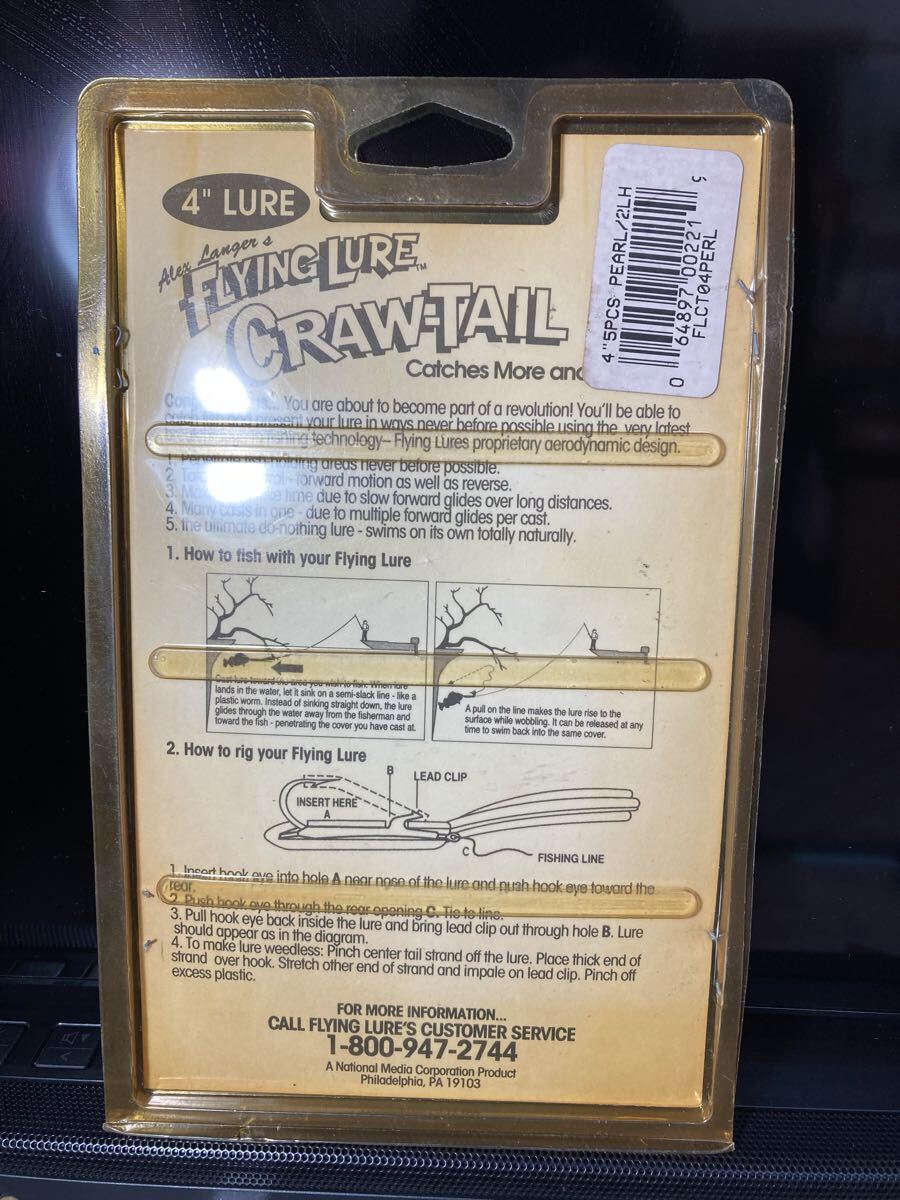 4" LURE
Alex Langer's
FLYING LURE™
CRAW-TAIL
Catches More and
4"5PCS PEARL/2LH
0 64897 00221 9
FLCT04PERL
You are about to become part of a revolution! You'll be able to
catch fish and present your lure in ways never before possible using the very latest
fishing technology– Flying Lures proprietary aerodynamic design.
1. Penetrate areas never before possible.
2. - forward motion as well as reverse.
3. time due to slow forward glides over long distances.
4. Many casts in one - due to multiple forward glides per cast.
5. the ultimate do-nothing lure - swims on its own totally naturally.
1. How to fish with your Flying Lure
Cast lure toward the area you wish to fish. When lure
lands in the water, let it sink on a semi-slack line - like a
plastic worm. Instead of sinking straight down, the lure
glides through the water away from the fisherman and
toward the fish - penetrating the cover you have cast at.
A pull on the line makes the lure rise to the
surface while wobbling. It can be released at any
time to swim back into the same cover.
2. How to rig your Flying Lure
B
LEAD CLIP
INSERT HERE
A
C
FISHING LINE
1. Insert hook eye into hole A near nose of the lure and push hook eye toward the
rear.
2. Push hook eye through the rear opening C. Tie to line.
3. Pull hook eye back inside the lure and bring lead clip out through hole B. Lure
should appear as in the diagram.
4. To make lure weedless: Pinch center tail strand off the lure. Place thick end of
strand over hook. Stretch other end of strand and impale on lead clip. Pinch off
excess plastic.
FOR MORE INFORMATION...
CALL FLYING LURE'S CUSTOMER SERVICE
1-800-947-2744
A National Media Corporation Product
Philadelphia, PA 19103